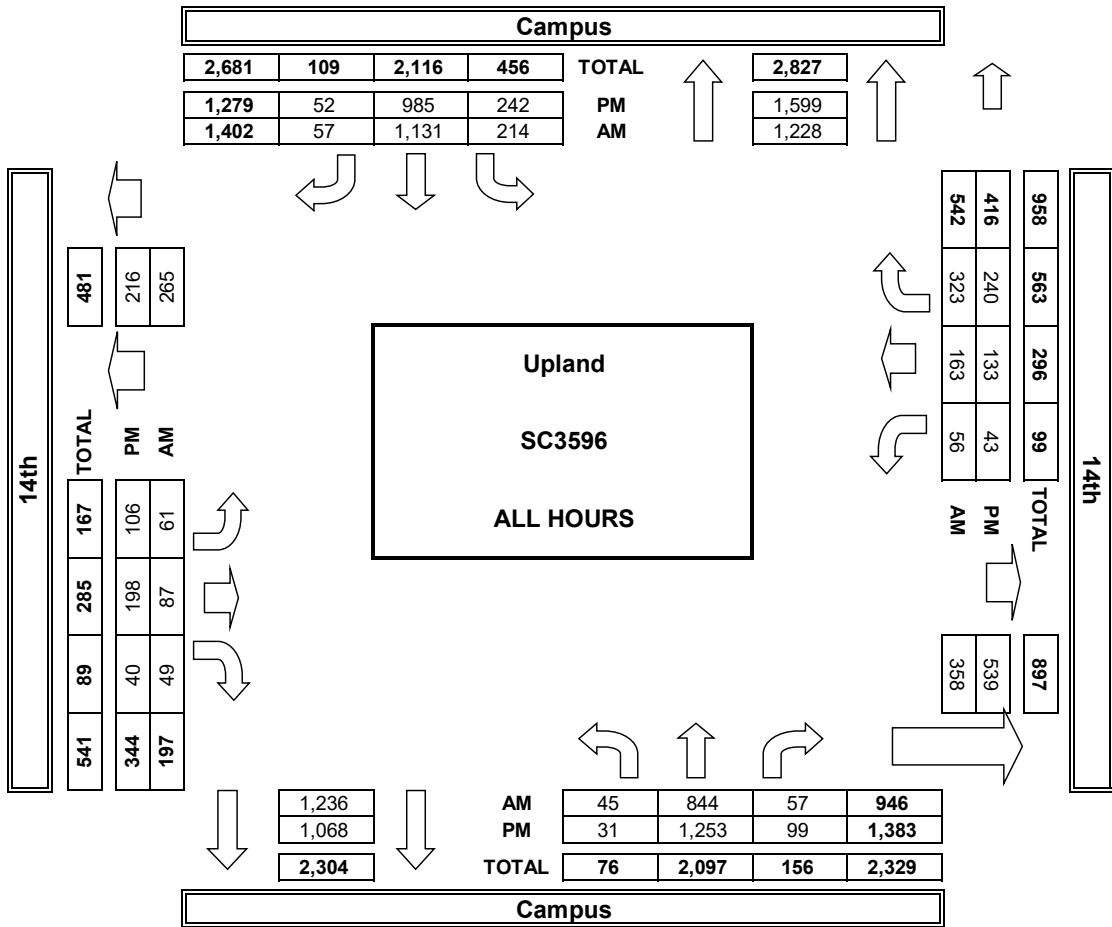 Campus
2,681 109 2,116 456 TOTAL 2,827
1,279 52 985 242 PM 1,599
1,402 57 1,131 214 AM 1,228
14th
481 216 265
TOTAL PM AM
167 106 61
285 198 87
89 40 49
541 344 197
Upland
SC3596
ALL HOURS
542 416 958
323 240 563
163 133 296
56 43 99
AM PM TOTAL
358 539 897
14th
1,236 AM 45 844 57 946
1,068 PM 31 1,253 99 1,383
2,304 TOTAL 76 2,097 156 2,329
Campus